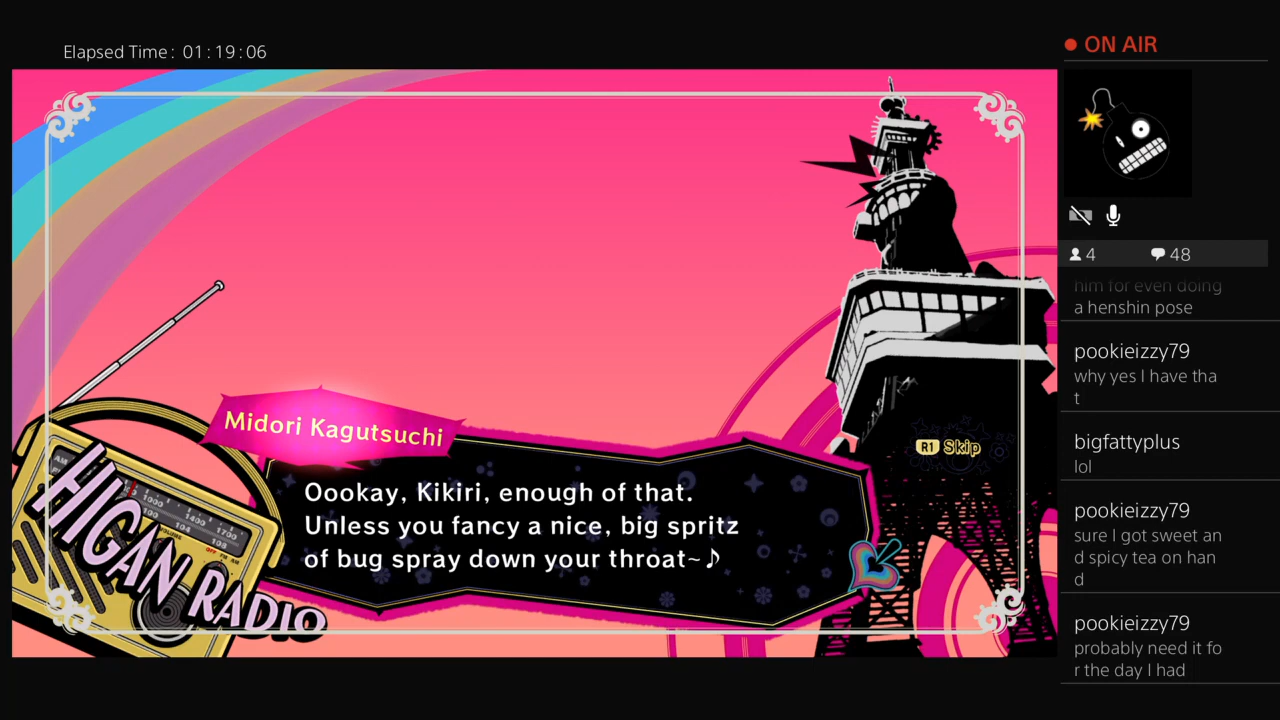 Elapsed Time: 01:19:06
ON AIR
4 48
him for even doing
a henshin pose
pookieizzy79
why yes I have tha
t
bigfattyplus
lol
pookieizzy79
sure I got sweet an
d spicy tea on han
d
pookieizzy79
probably need it fo
r the day I had
R1 Skip
Midori Kagutsuchi
Oookay, Kikiri, enough of that.
Unless you fancy a nice, big spritz
of bug spray down your throat~♪
HIGAN RADIO